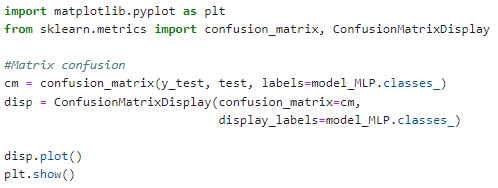 import matplotlib.pyplot as plt
from sklearn.metrics import confusion_matrix, ConfusionMatrixDisplay
#Matrix confusion
cm = confusion_matrix(y_test, test, labels=model_MLP.classes_)
disp = ConfusionMatrixDisplay(confusion_matrix=cm,
display_labels=model_MLP.classes_)
disp.plot()
plt.show()